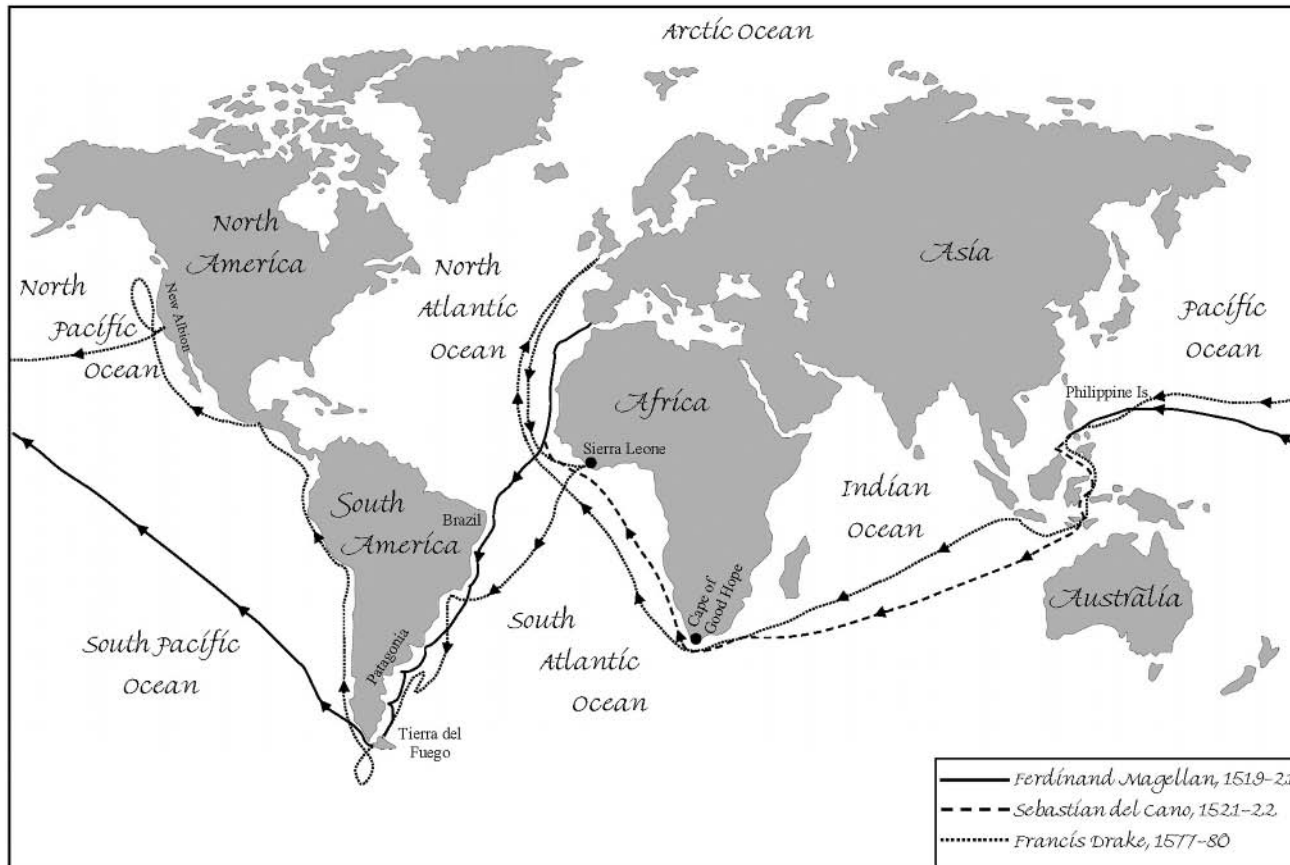 Arctic Ocean
North
America
North
Atlantic
Ocean
Asia
North
Pacific
Ocean
New Albion
Pacific
Ocean
Philippine Is.
Africa
Sierra Leone
Indian
Ocean
South
America
Brazil
Cape of
Good Hope
Australia
South Pacific
Ocean
Patagonia
South
Atlantic
Ocean
Tierra del
Fuego
Ferdinand Magellan, 1519–21
Sebastian del Cano, 1521–22
Francis Drake, 1577–80